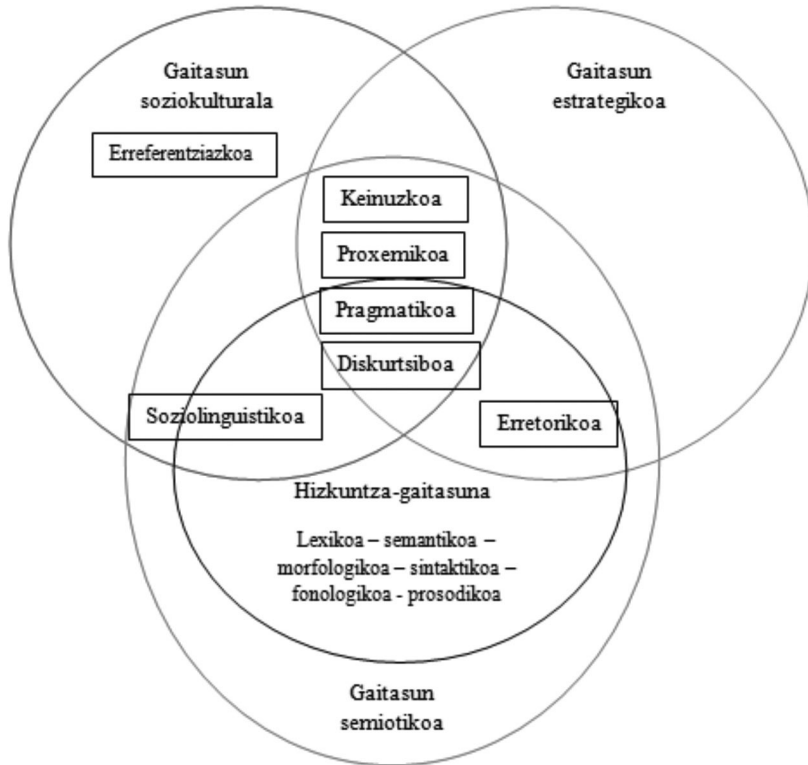 Gaitasun
soziokulturala
Gaitasun
estrategikoa
Erreferentziazkoa
Keinuzkoa
Proxemikoa
Pragmatikoa
Diskurtsiboa
Soziolinguistikoa
Erretorikoa
Hizkuntza-gaitasuna
Lexikoa – semantikoa –
morfologikoa – sintaktikoa –
fonologikoa - prosodikoa
Gaitasun
semiotikoa